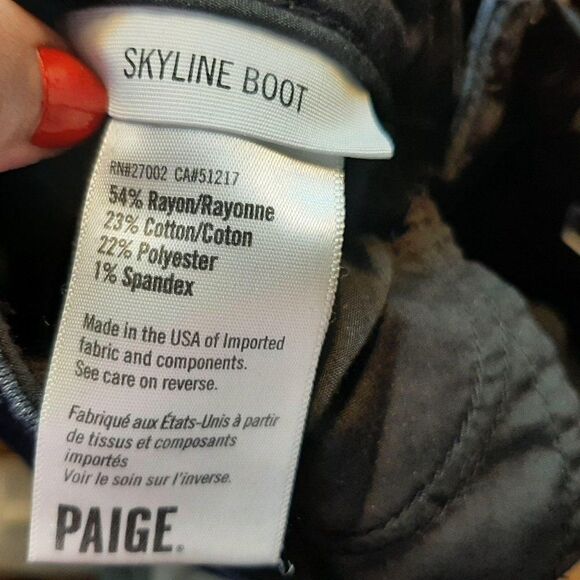 SKYLINE BOOT
RN#27002 CA#51217
54% Rayon/Rayonne
23% Cotton/Coton
22% Polyester
1% Spandex
Made in the USA of Imported
fabric and components.
See care on reverse.
Fabriqué aux États-Unis à partir
de tissus et composants
importés
Voir le soin sur l'inverse.
PAIGE.